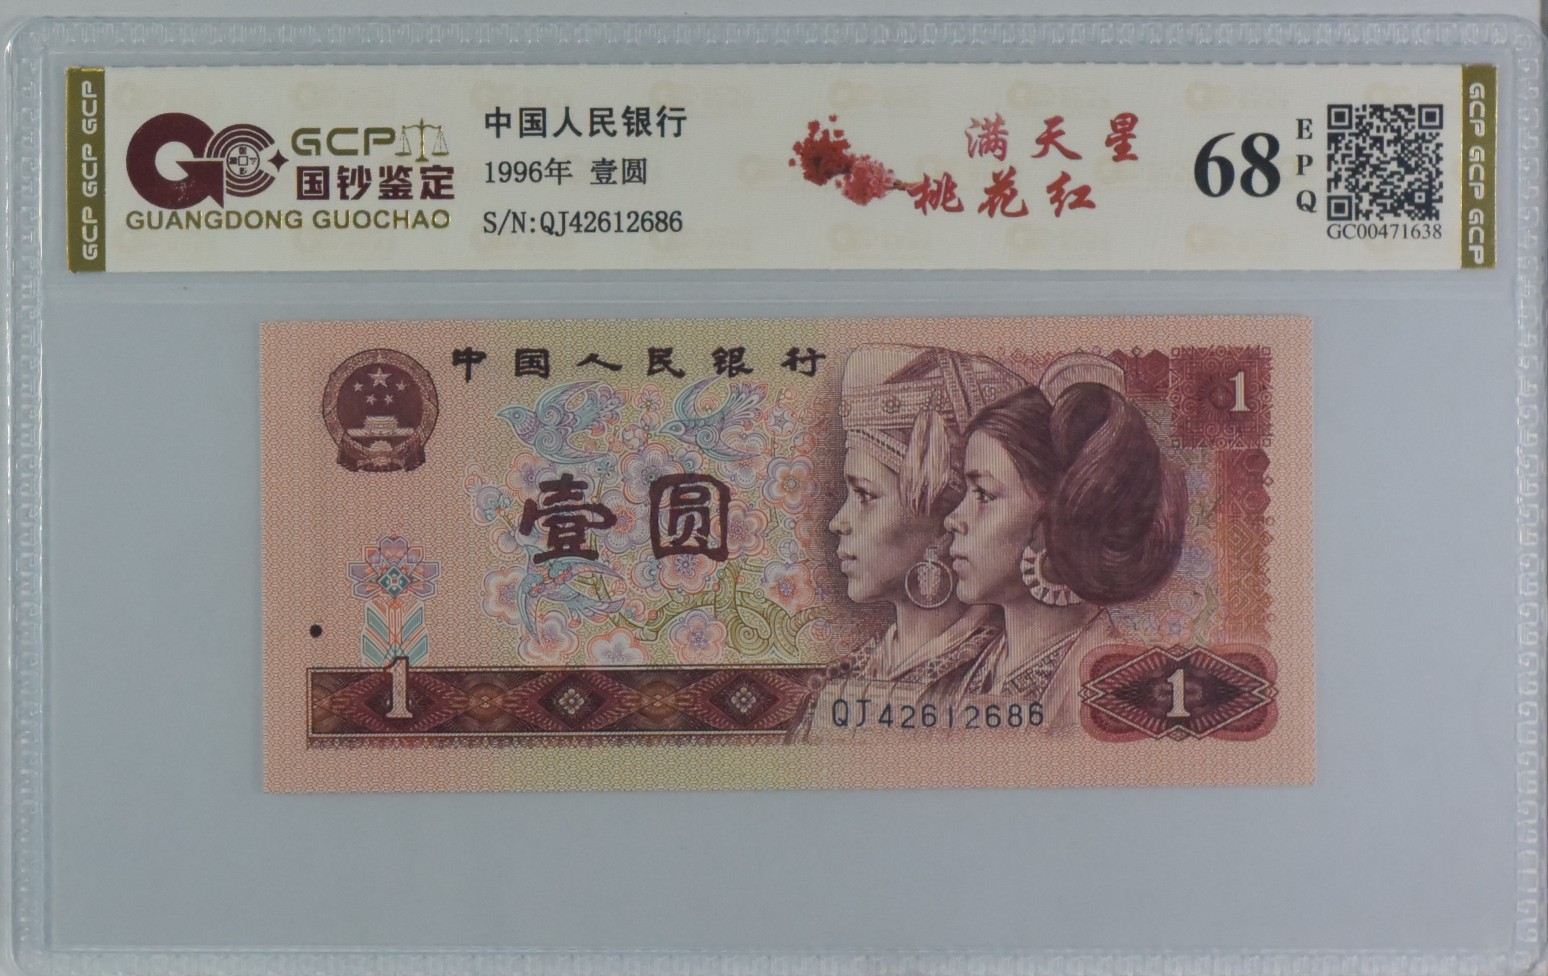 GCP GCP GCP
GCP
国钞鉴定
GUANGDONG GUOCHAO
中国人民银行
1996年 壹圆
S/N:QJ42612686
满天星
桃花红
68
EPQ
GC00471638
GCP GCP GCP
中国人民银行
1
壹圆
1
QJ42612686
1